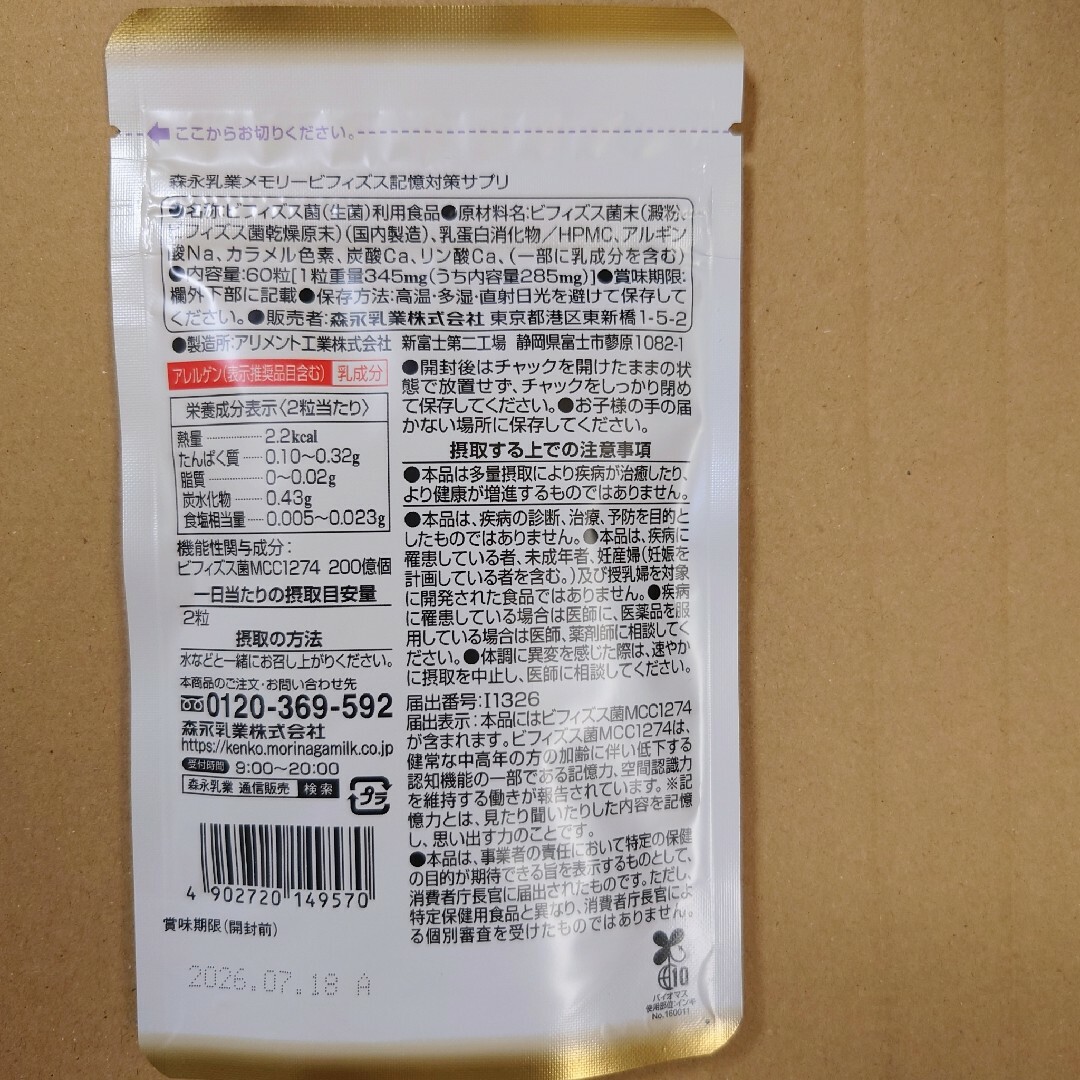 ここからお切りください。
森永乳業メモリービフィズス記憶対策サプリ
●名称:ビフィズス菌(生菌)利用食品●原材料名:ビフィズス菌末(澱粉、
ビフィズス菌乾燥原末)(国内製造)、乳蛋白消化物/HPMC、アルギン
酸Na、カラメル色素、炭酸Ca、リン酸Ca、(一部に乳成分を含む)
●内容量:60粒[1粒重量345mg(うち内容量285mg)]●賞味期限:
欄外下部に記載●保存方法:高温・多湿・直射日光を避けて保存して
ください。●販売者:森永乳業株式会社 東京都港区東新橋1-5-2
●製造所:アリメント工業株式会社 新富士第二工場 静岡県富士市蓼原1082-1
アレルゲン(表示推奨品目含む) 乳成分
栄養成分表示〈2粒当たり〉
熱量 2.2kcal
たんぱく質 0.10〜0.32g
脂質 0〜0.02g
炭水化物 0.43g
食塩相当量 0.005〜0.023g
機能性関与成分:
ビフィズス菌MCC1274 200億個
一日当たりの摂取目安量
2粒
摂取の方法
水などと一緒にお召し上がりください。
本商品のご注文・お問い合わせ先
0120-369-592
森永乳業株式会社
https://kenko.morinagamilk.co.jp
受付時間 9:00〜20:00
森永乳業 通信販売 検索
プラ
4 902720 149570
賞味期限(開封前)
2026.07.18 A
●開封後はチャックを開けたままの状
態で放置せず、チャックをしっかり閉め
て保存してください。●お子様の手の届
かない場所に保存してください。
摂取する上での注意事項
●本品は多量摂取により疾病が治癒したり、
より健康が増進するものではありません。
●本品は、疾病の診断、治療、予防を目的と
したものではありません。●本品は、疾病に
罹患している者、未成年者、妊産婦(妊娠を
計画している者を含む。)及び授乳婦を対象
に開発された食品ではありません。●疾病
に罹患している場合は医師に、医薬品を服
用している場合は医師、薬剤師に相談してく
ださい。●体調に異変を感じた際は、速やか
に摂取を中止し、医師に相談してください。
届出番号:I1326
届出表示:本品にはビフィズス菌MCC1274
が含まれます。ビフィズス菌MCC1274は、
健常な中高年の方の加齢に伴い低下する
認知機能の一部である記憶力、空間認識力
を維持する働きが報告されています。※記
憶力とは、見たり聞いたりした内容を記憶
し、思い出す力のことです。
●本品は、事業者の責任において特定の保健
の目的が期待できる旨を表示するものとして、
消費者庁長官に届出されたものです。ただし、
特定保健用食品と異なり、消費者庁長官によ
る個別審査を受けたものではありません。
10
バイオマス
使用部位:インキ
No.160011